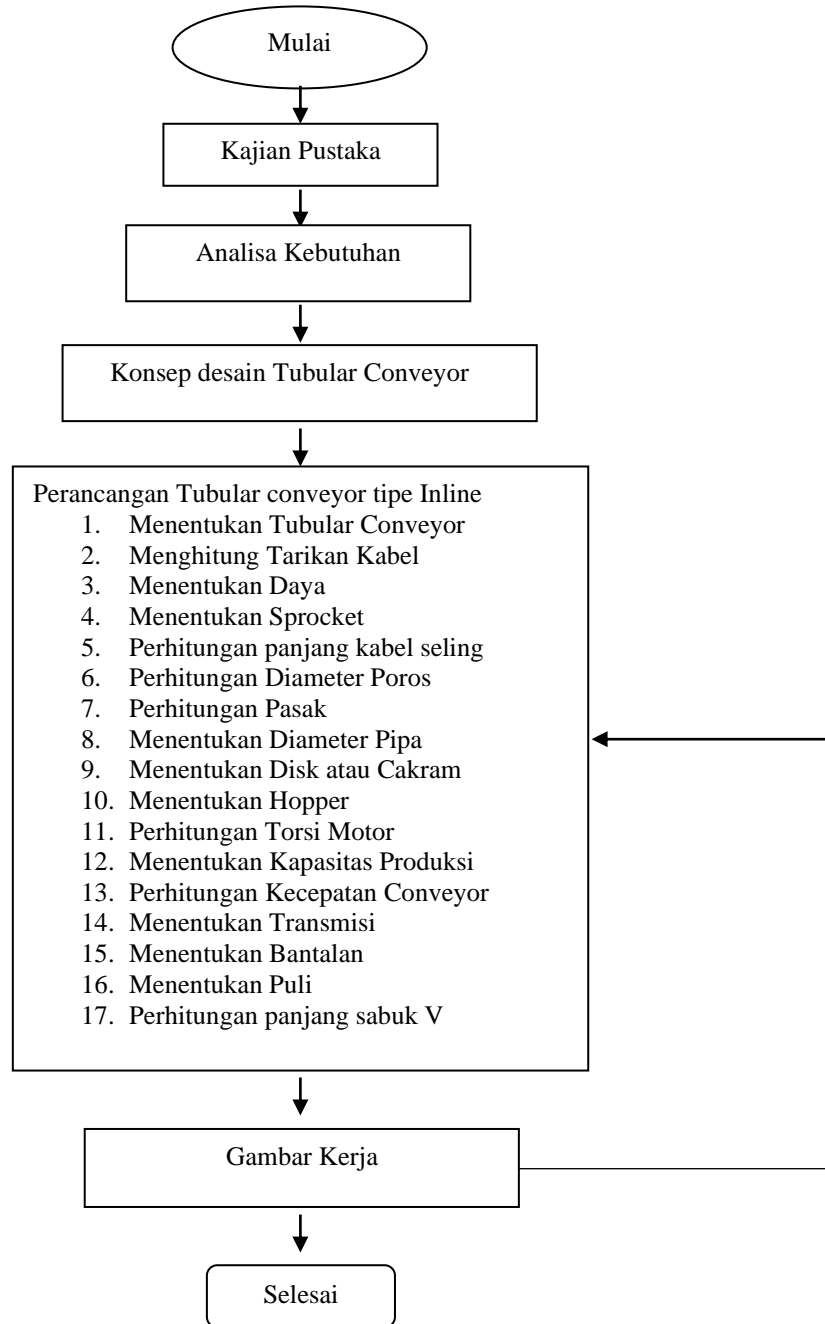 Mulai
Kajian Pustaka
Analisa Kebutuhan
Konsep desain Tubular Conveyor
Perancangan Tubular conveyor tipe Inline
1. Menentukan Tubular Conveyor
2. Menghitung Tarikan Kabel
3. Menentukan Daya
4. Menentukan Sprocket
5. Perhitungan panjang kabel seling
6. Perhitungan Diameter Poros
7. Perhitungan Pasak
8. Menentukan Diameter Pipa
9. Menentukan Disk atau Cakram
10. Menentukan Hopper
11. Perhitungan Torsi Motor
12. Menentukan Kapasitas Produksi
13. Perhitungan Kecepatan Conveyor
14. Menentukan Transmisi
15. Menentukan Bantalan
16. Menentukan Puli
17. Perhitungan panjang sabuk V
Gambar Kerja
Selesai